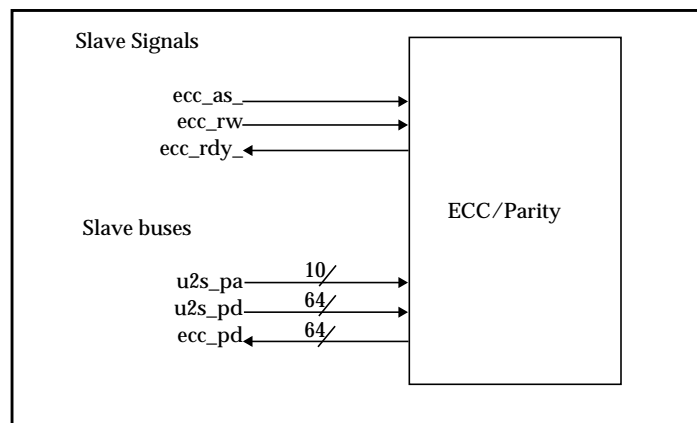 Slave Signals
ecc_as_
ecc_rw
ecc_rdy_
ECC/Parity
Slave buses
u2s_pa 10
u2s_pd 64
ecc_pd 64